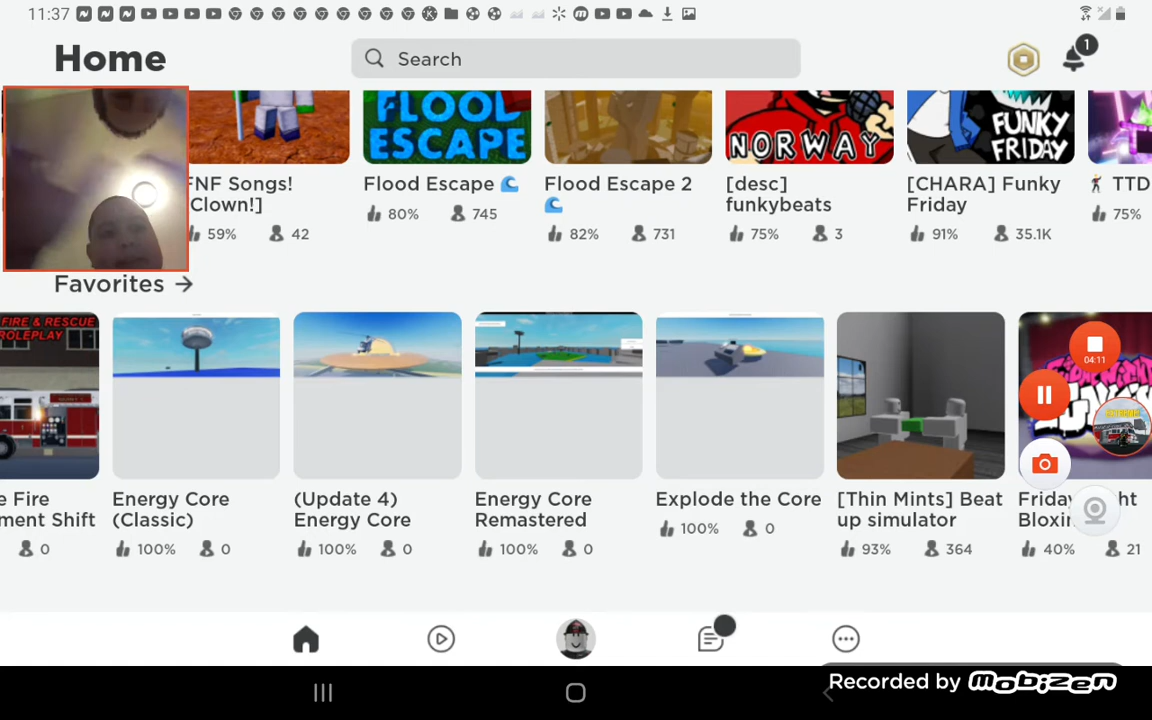 11:37
Home
Search
1
FLOOD ESCAPE
NORWAY
FUNKY FRIDAY
FNF Songs!
Clown!]
59% 42
Flood Escape 🌊
80% 745
Flood Escape 2
🌊
82% 731
[desc]
funkybeats
75% 3
[CHARA] Funky
Friday
91% 35.1K
TTD
75%
Favorites →
FIRE & RESCUE
ROLEPLAY
e Fire
ment Shift
0
Energy Core
(Classic)
100% 0
(Update 4)
Energy Core
100% 0
Energy Core
Remastered
100% 0
Explode the Core
100% 0
[Thin Mints] Beat
up simulator
93% 364
04:11
Friday ht
Bloxin
40% 21
Recorded by mobizen